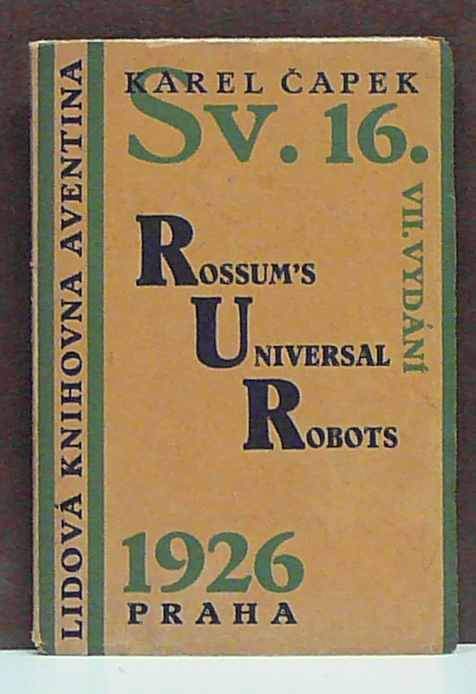 LIDOVÁ KNIHOVNA AVENTINA
KAREL ČAPEK
Sv. 16.
VII. VYDÁNÍ
ROSSUM'S
UNIVERSAL
ROBOTS
1926
PRAHA